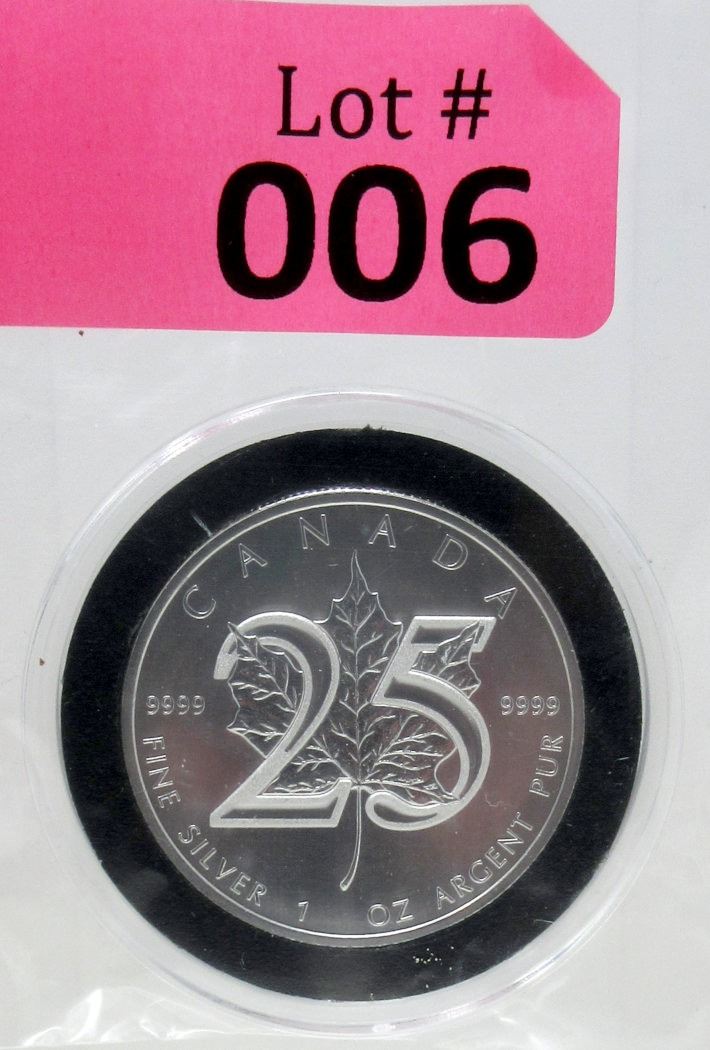 Lot #
006
CANADA
25
9999 9999
FINE SILVER 1 OZ ARGENT PUR